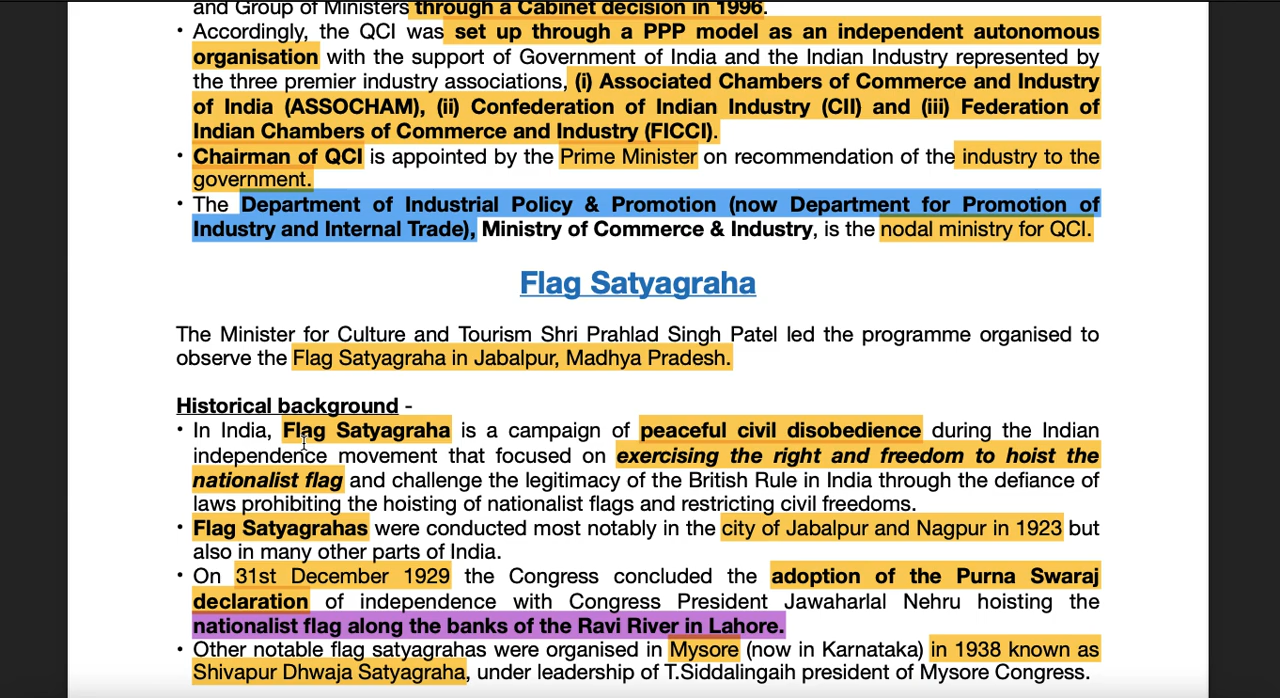 and Group of Ministers through a Cabinet decision in 1996.
• Accordingly, the QCI was set up through a PPP model as an independent autonomous
organisation with the support of Government of India and the Indian Industry represented by
the three premier industry associations, (i) Associated Chambers of Commerce and Industry
of India (ASSOCHAM), (ii) Confederation of Indian Industry (CII) and (iii) Federation of
Indian Chambers of Commerce and Industry (FICCI).
• Chairman of QCI is appointed by the Prime Minister on recommendation of the industry to the
government.
• The Department of Industrial Policy & Promotion (now Department for Promotion of
Industry and Internal Trade), Ministry of Commerce & Industry, is the nodal ministry for QCI.
Flag Satyagraha
The Minister for Culture and Tourism Shri Prahlad Singh Patel led the programme organised to
observe the Flag Satyagraha in Jabalpur, Madhya Pradesh.
Historical background -
• In India, Flag Satyagraha is a campaign of peaceful civil disobedience during the Indian
independence movement that focused on exercising the right and freedom to hoist the
nationalist flag and challenge the legitimacy of the British Rule in India through the defiance of
laws prohibiting the hoisting of nationalist flags and restricting civil freedoms.
• Flag Satyagrahas were conducted most notably in the city of Jabalpur and Nagpur in 1923 but
also in many other parts of India.
• On 31st December 1929 the Congress concluded the adoption of the Purna Swaraj
declaration of independence with Congress President Jawaharlal Nehru hoisting the
nationalist flag along the banks of the Ravi River in Lahore.
• Other notable flag satyagrahas were organised in Mysore (now in Karnataka) in 1938 known as
Shivapur Dhwaja Satyagraha, under leadership of T.Siddalingaih president of Mysore Congress.